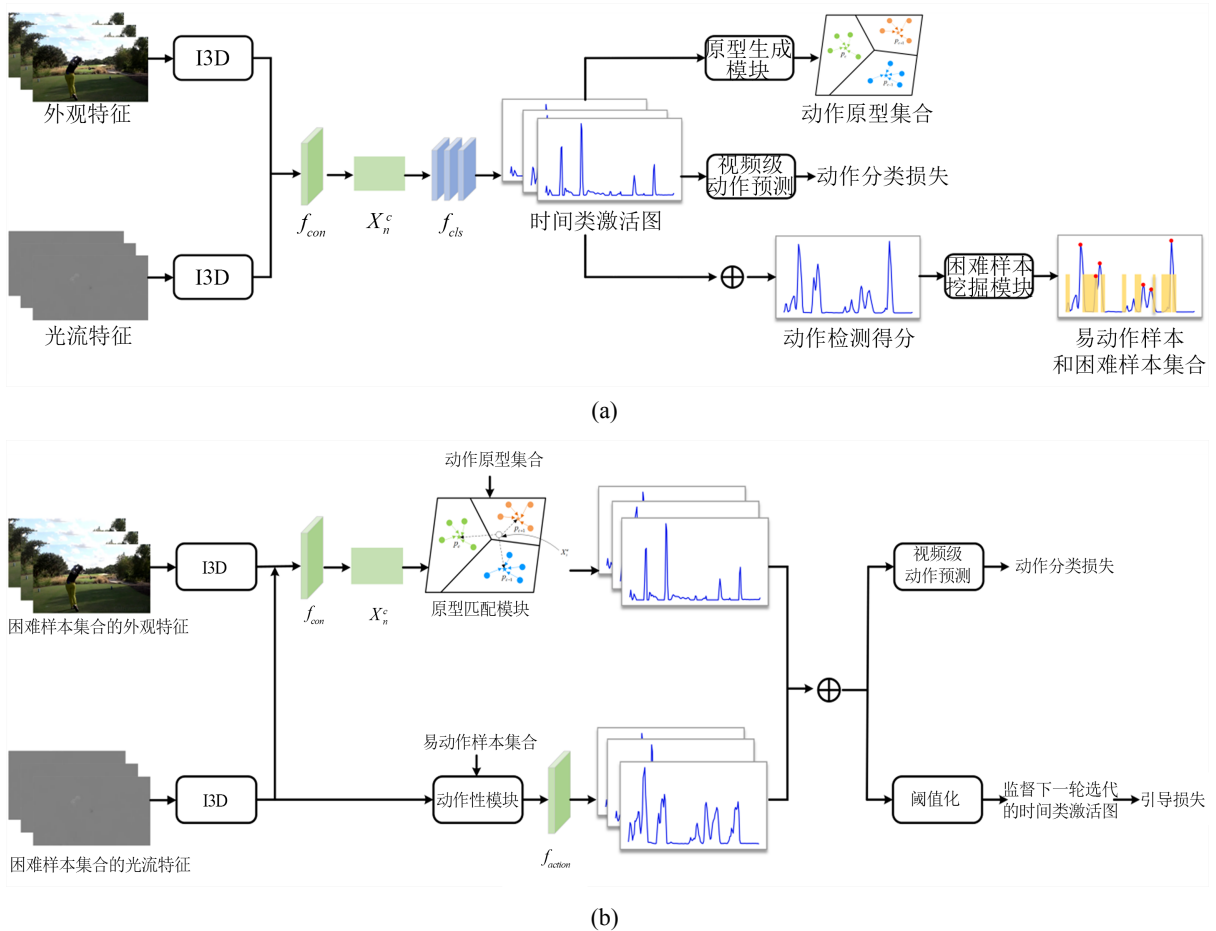 I3D
外观特征
I3D
光流特征
f_con
X_n^c
f_cls
时间类激活图
原型生成
模块
动作原型集合
视频级
动作预测
动作分类损失
动作检测得分
困难样本
挖掘模块
易动作样本
和困难样本集合
(a)
动作原型集合
I3D
困难样本集合的外观特征
f_con
X_n^c
原型匹配模块
视频级
动作预测
动作分类损失
易动作样本集合
I3D
动作性模块
f_action
困难样本集合的光流特征
阈值化
监督下一轮迭代
的时间类激活图
引导损失
(b)